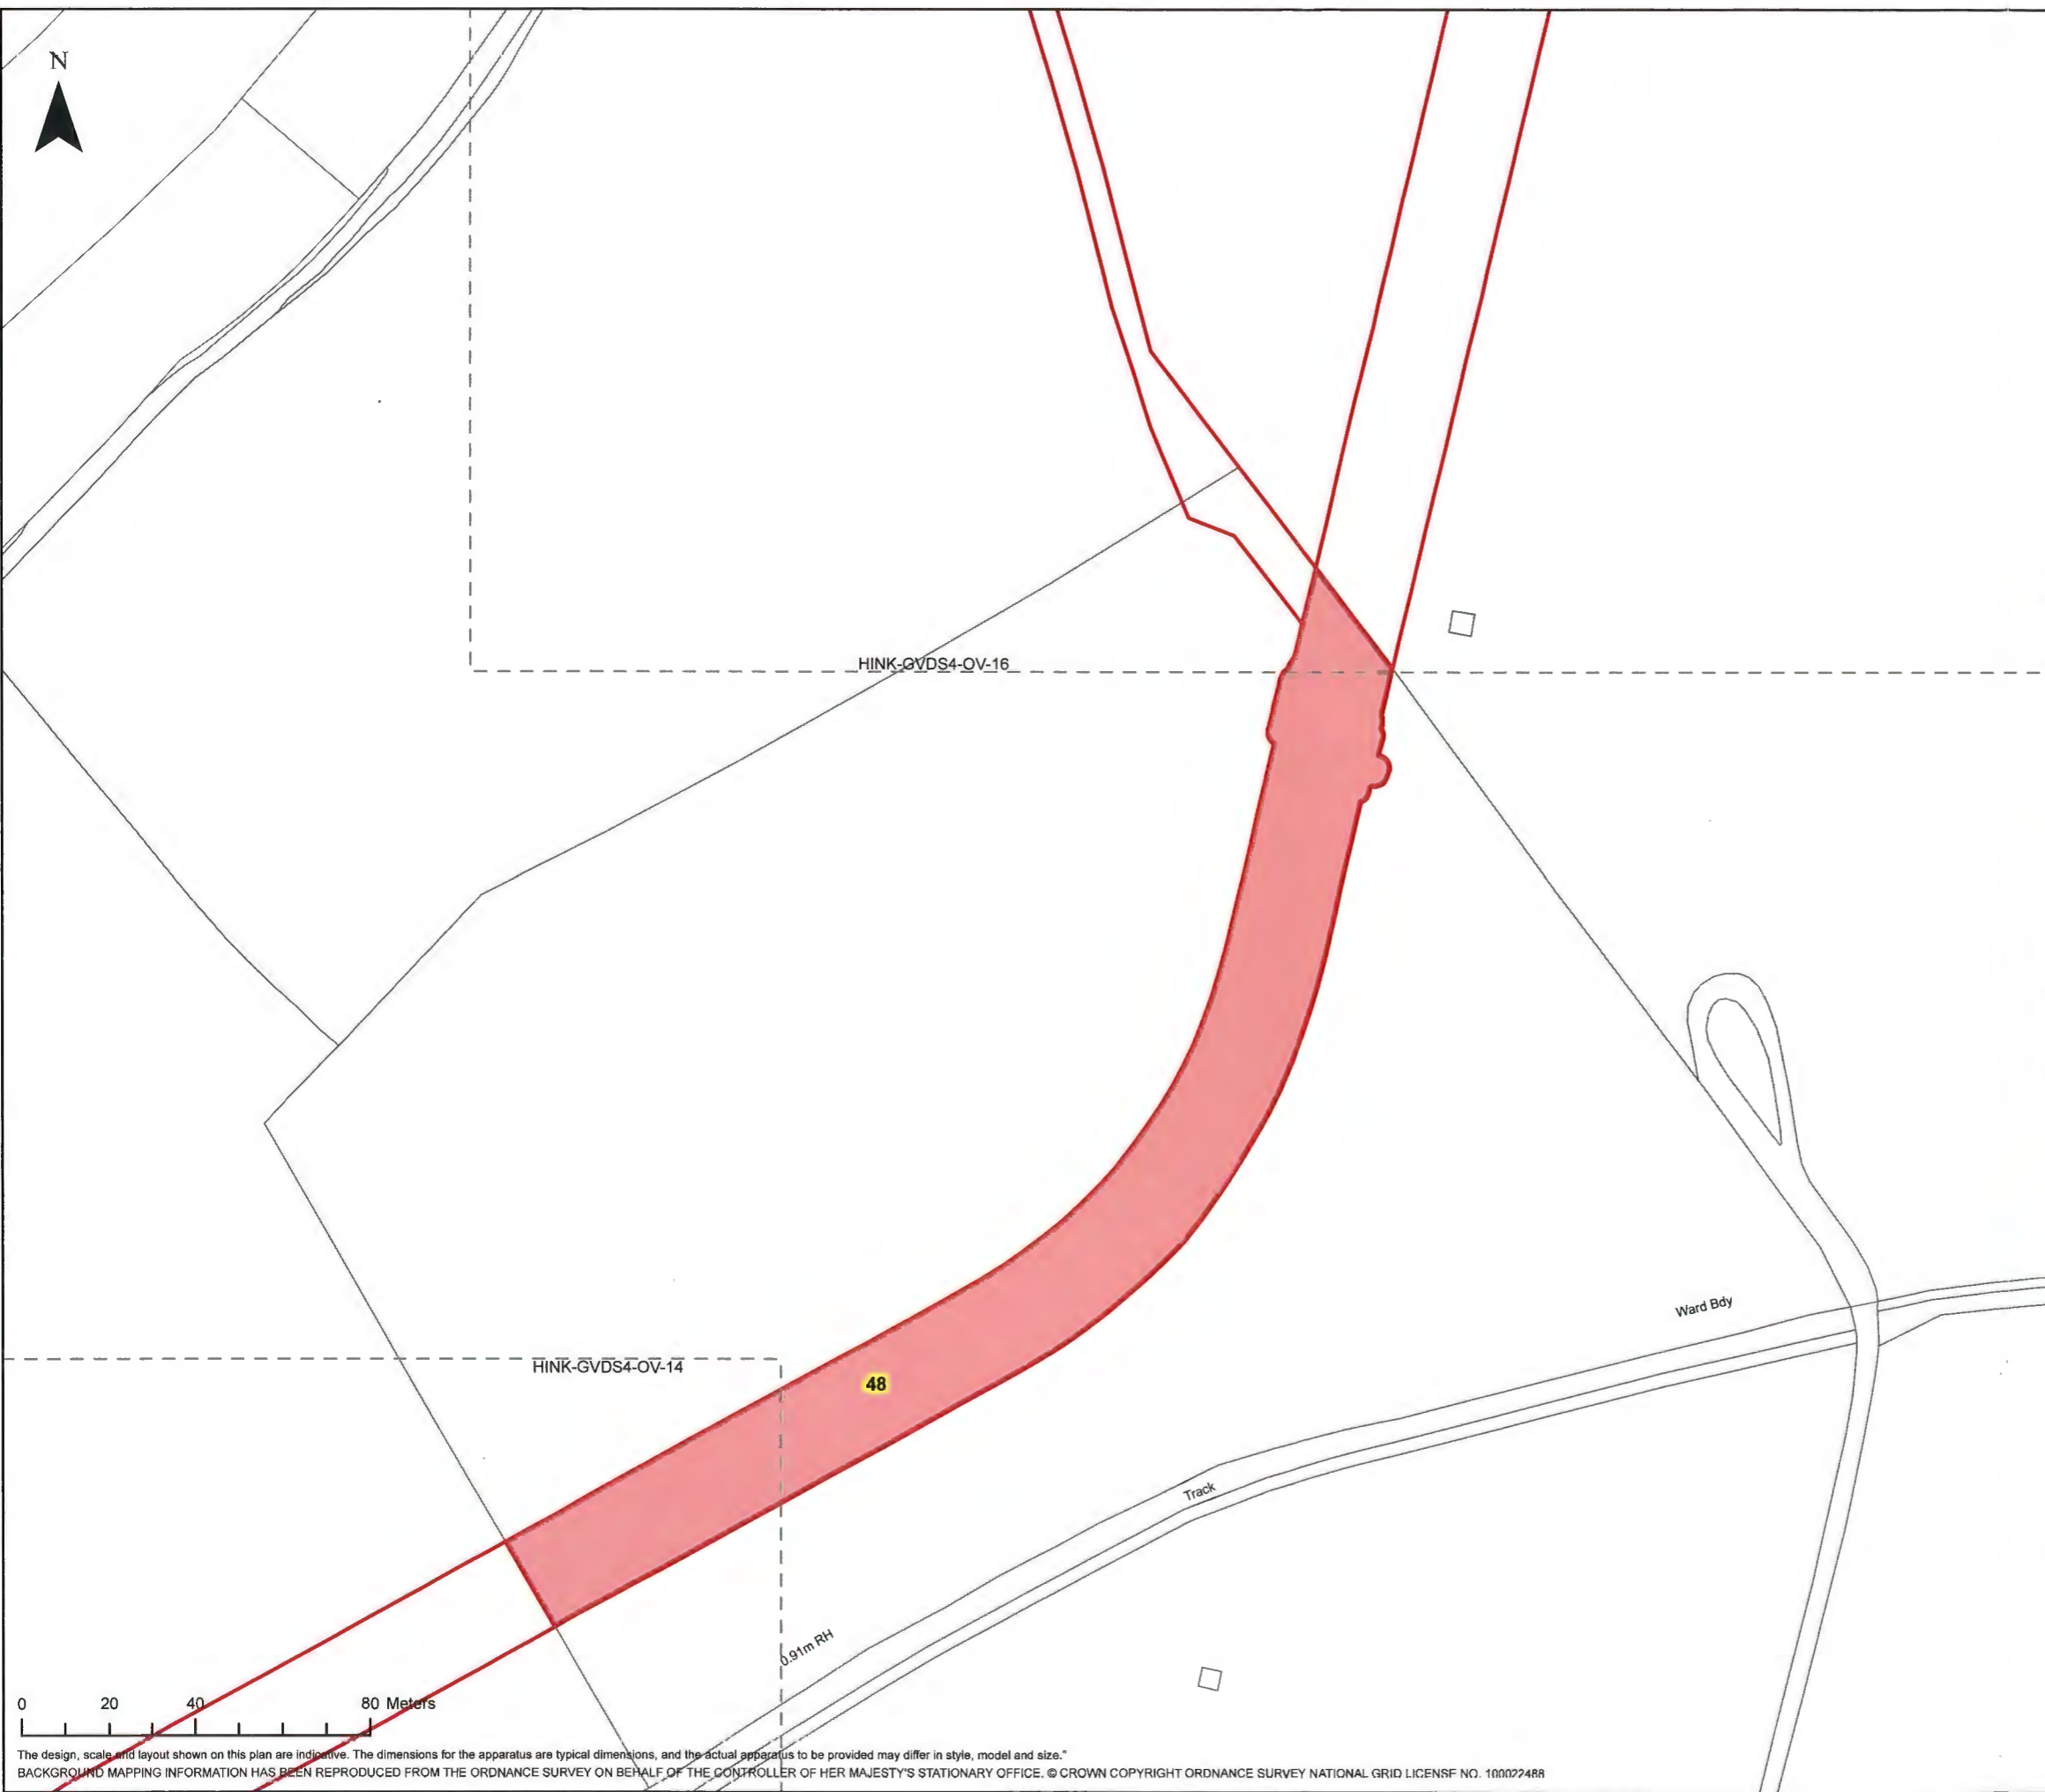 N
HINK-GVDS4-OV-16
Ward Bdy
HINK-GVDS4-OV-14
48
Track
0.91m RH
0 20 40 80 Meters
The design, scale and layout shown on this plan are indicative. The dimensions for the apparatus are typical dimensions, and the actual apparatus to be provided may differ in style, model and size."
BACKGROUND MAPPING INFORMATION HAS BEEN REPRODUCED FROM THE ORDNANCE SURVEY ON BEHALF OF THE CONTROLLER OF HER MAJESTY'S STATIONARY OFFICE. © CROWN COPYRIGHT ORDNANCE SURVEY NATIONAL GRID LICENSE NO. 100022488